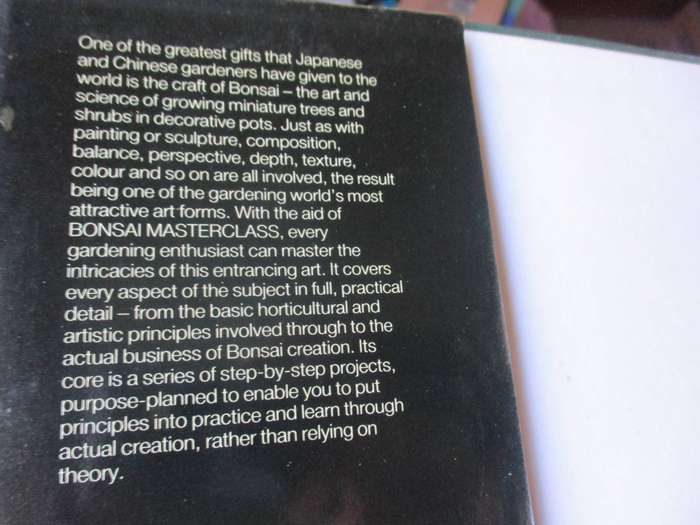 One of the greatest gifts that Japanese
and Chinese gardeners have given to the
world is the craft of Bonsai – the art and
science of growing miniature trees and
shrubs in decorative pots. Just as with
painting or sculpture, composition,
balance, perspective, depth, texture,
colour and so on are all involved, the result
being one of the gardening world's most
attractive art forms. With the aid of
BONSAI MASTERCLASS, every
gardening enthusiast can master the
intricacies of this entrancing art. It covers
every aspect of the subject in full, practical
detail – from the basic horticultural and
artistic principles involved through to the
actual business of Bonsai creation. Its
core is a series of step-by-step projects,
purpose-planned to enable you to put
principles into practice and learn through
actual creation, rather than relying on
theory.